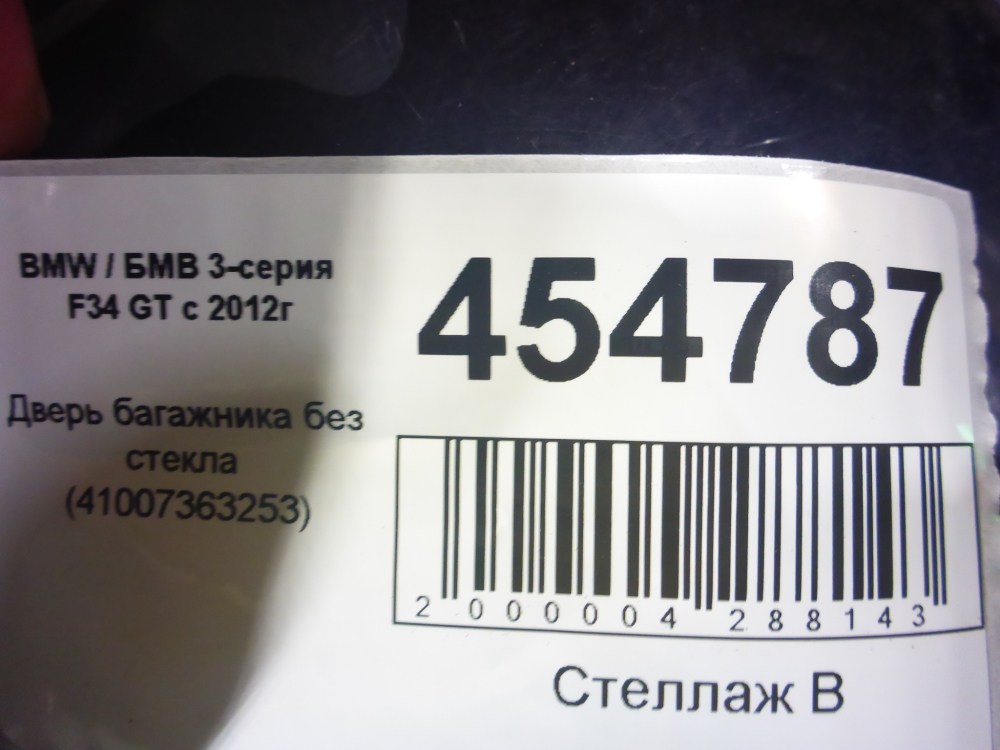 BMW / БМВ 3-серия
F34 GT с 2012г
Дверь багажника без
стекла
(41007363253)
454787
2 000004 288143
Стеллаж В